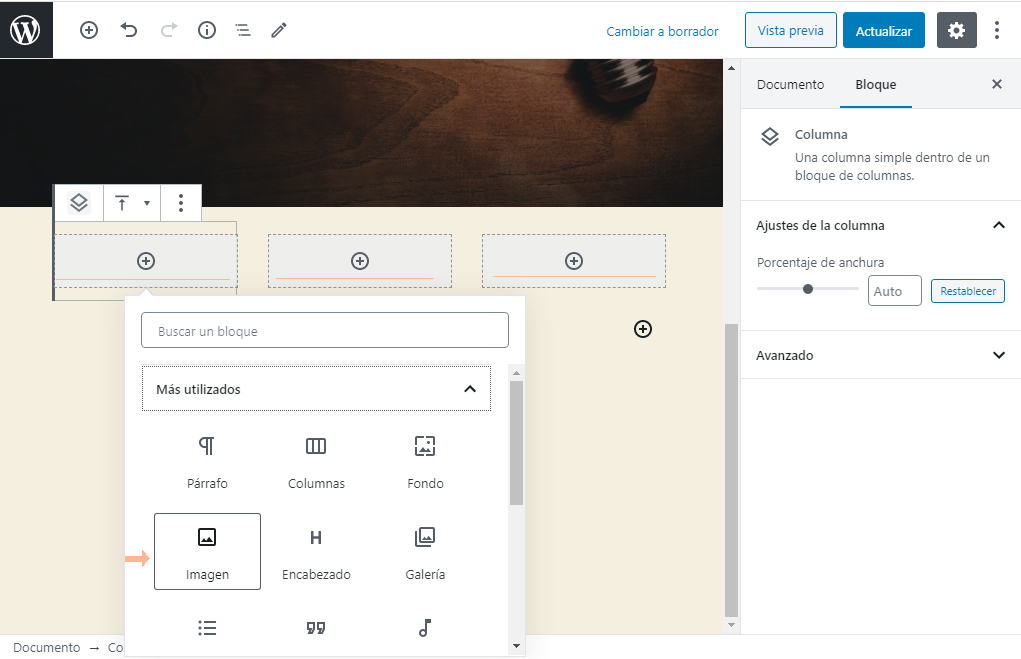 Cambiar a borrador
Vista previa
Actualizar
Documento
Bloque
Columna
Una columna simple dentro de un
bloque de columnas.
Ajustes de la columna
Porcentaje de anchura
Auto
Restablecer
Avanzado
Buscar un bloque
Más utilizados
Párrafo
Columnas
Fondo
Imagen
Encabezado
Galería
Documento → Co